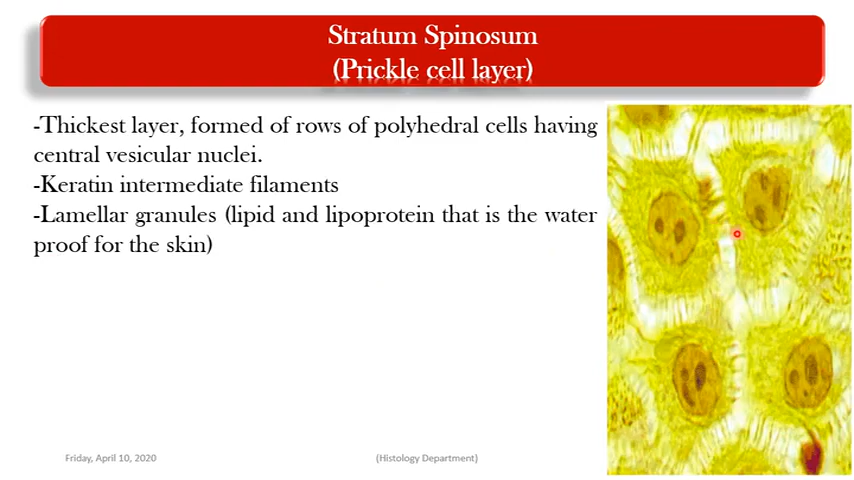 Stratum Spinosum
(Prickle cell layer)
-Thickest layer, formed of rows of polyhedral cells having
central vesicular nuclei.
-Keratin intermediate filaments
-Lamellar granules (lipid and lipoprotein that is the water
proof for the skin)
Friday, April 10, 2020
(Histology Department)